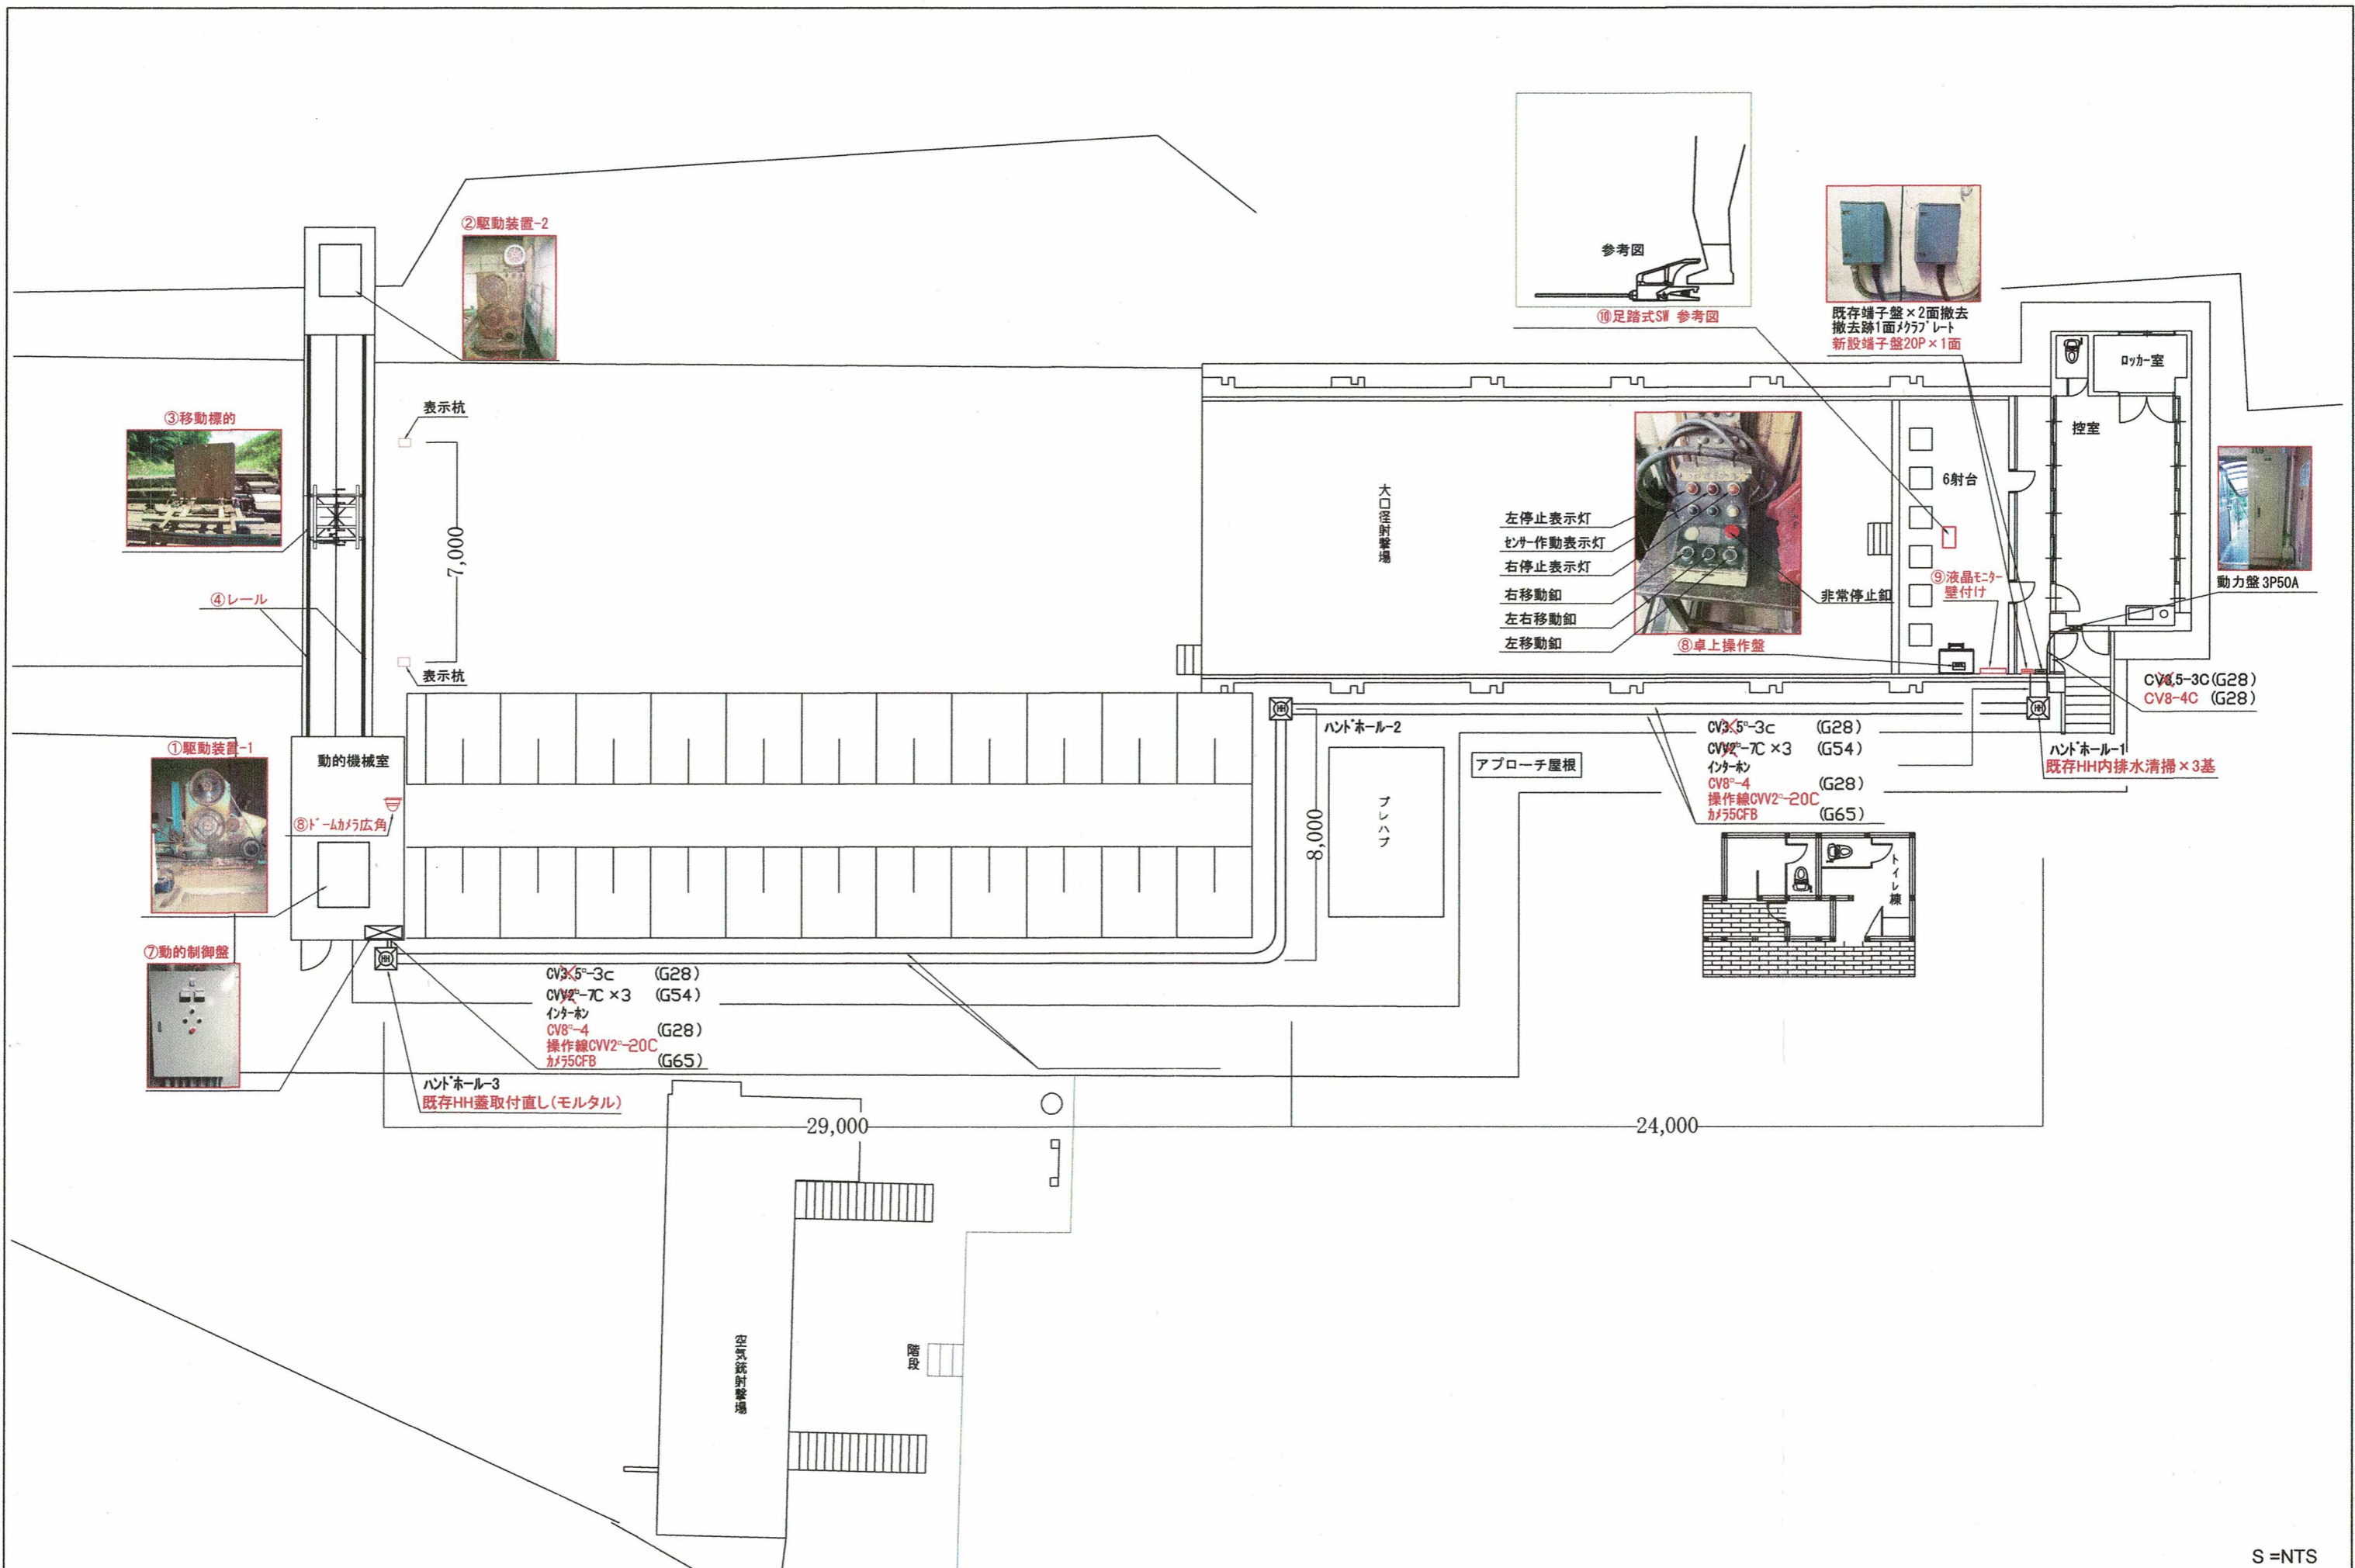 ②駆動装置-2
参考図
⑩足踏式SW 参考図
既存端子盤×2面撤去
撤去跡1面メクラプレート
新設端子盤20P×1面
ロッカー室
控室
③移動標的
表示杭
7,000
④レール
表示杭
大口径射撃場
左停止表示灯
センサー作動表示灯
右停止表示灯
右移動釦
左右移動釦
左移動釦
非常停止釦
⑧卓上操作盤
6射台
⑨液晶モニター
壁付け
動力盤 3P50A
CV3,5-3C(G28)
CV8-4C (G28)
①駆動装置-1
動的機械室
⑧ドームカメラ広角
ハンドホール-2
アプローチ屋根
プレハブ
8,000
CV3.5□-3c (G28)
CVV2□-7C ×3 (G54)
インターホン
CV8□-4 (G28)
操作線CVV2□-20C
カメラ5CFB (G65)
ハンドホール-1
既存HH内排水清掃×3基
HH
HH
HH
トイレ棟
⑦動的制御盤
CV3.5□-3c (G28)
CVV2□-7C ×3 (G54)
インターホン
CV8□-4 (G28)
操作線CVV2□-20C
カメラ5CFB (G65)
ハンドホール-3
既存HH蓋取付直し(モルタル)
29,000
24,000
空気銃射撃場
階段
S =NTS